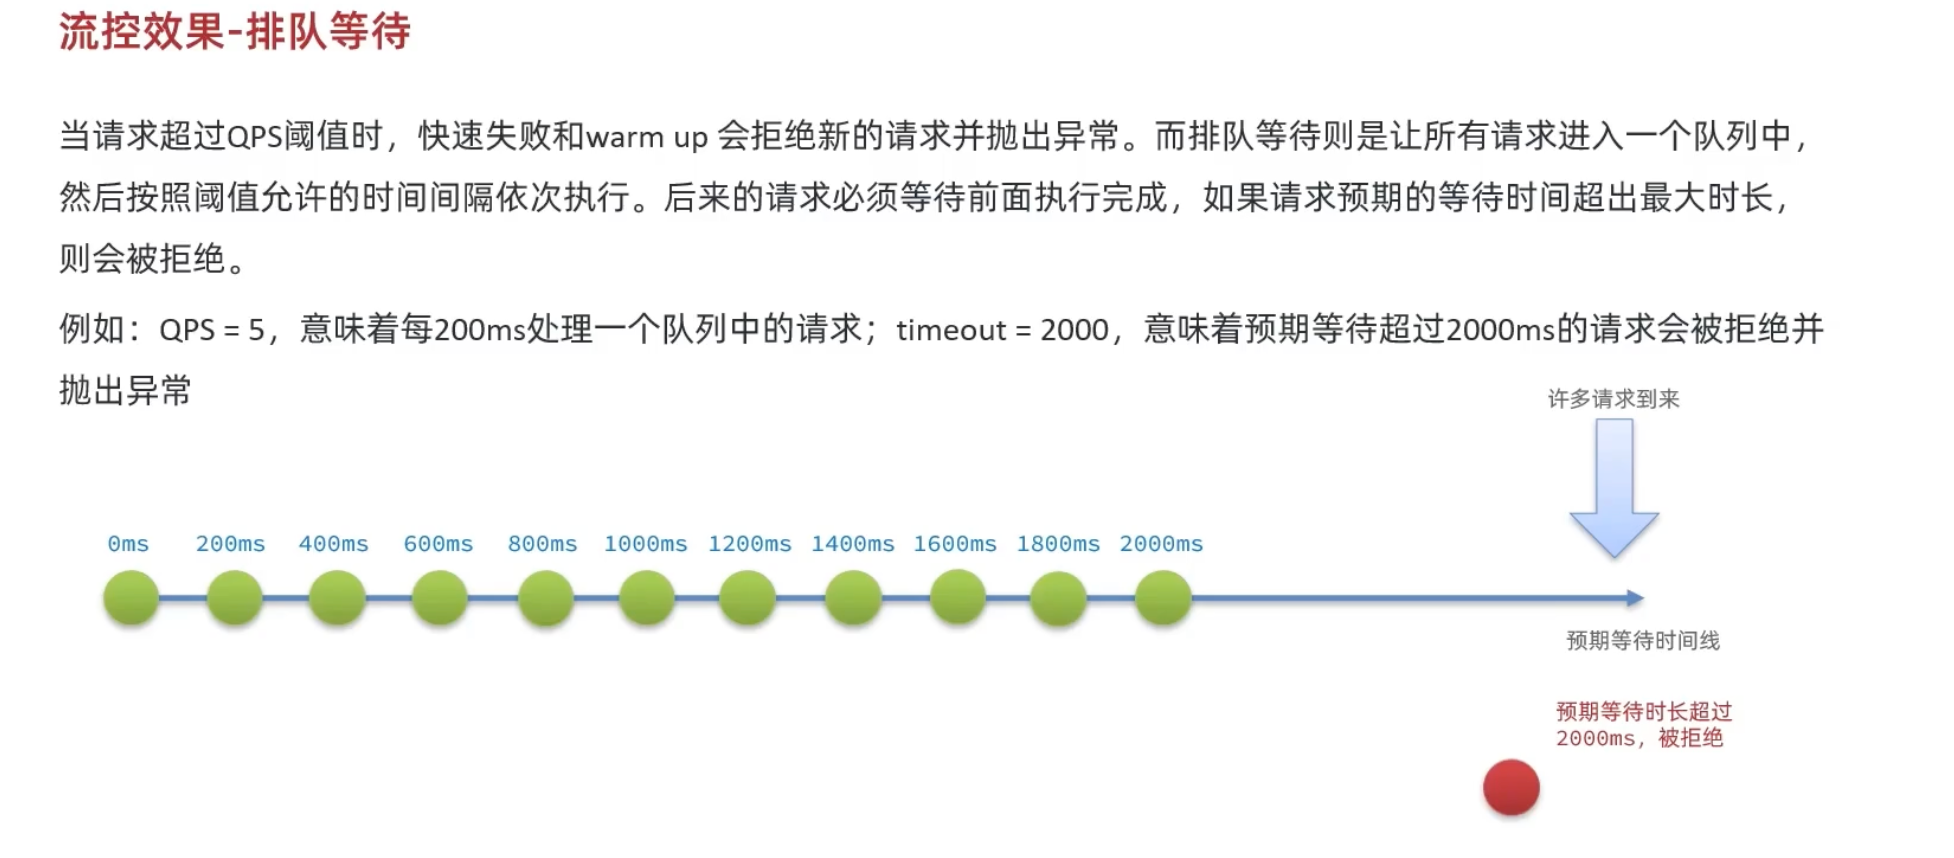 流控效果-排队等待
当请求超过QPS阈值时，快速失败和warm up 会拒绝新的请求并抛出异常。而排队等待则是让所有请求进入一个队列中，
然后按照阈值允许的时间间隔依次执行。后来的请求必须等待前面执行完成，如果请求预期的等待时间超出最大时长，
则会被拒绝。
例如：QPS = 5，意味着每200ms处理一个队列中的请求；timeout = 2000，意味着预期等待超过2000ms的请求会被拒绝并
抛出异常
许多请求到来
0ms 200ms 400ms 600ms 800ms 1000ms 1200ms 1400ms 1600ms 1800ms 2000ms
预期等待时间线
预期等待时长超过
2000ms，被拒绝